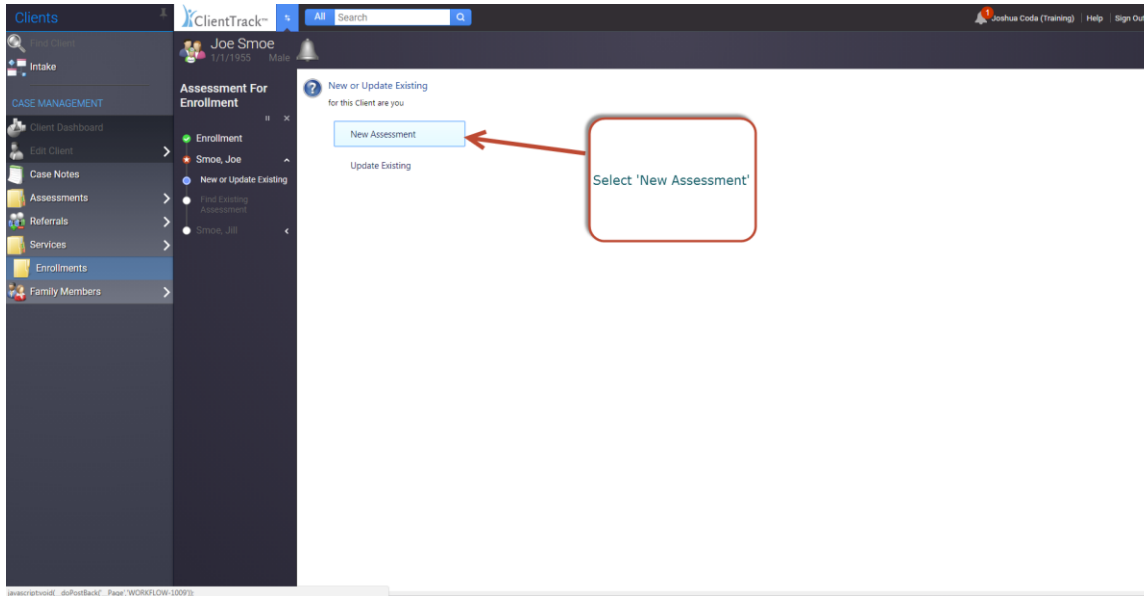 Clients
Find Client
Intake
CASE MANAGEMENT
Client Dashboard
Edit Client
Case Notes
Assessments
Referrals
Services
Enrollments
Family Members
ClientTrack™
All Search
1
Joshua Coda (Training) | Help | Sign Out
Joe Smoe
1/1/1955 Male
Assessment For
Enrollment
Enrollment
Smoe, Joe
New or Update Existing
Find Existing
Assessment
Smoe, Jill
? New or Update Existing
for this Client are you
New Assessment
Update Existing
Select 'New Assessment'
javascript:void(__doPostBack('__Page','WORKFLOW-1009'));